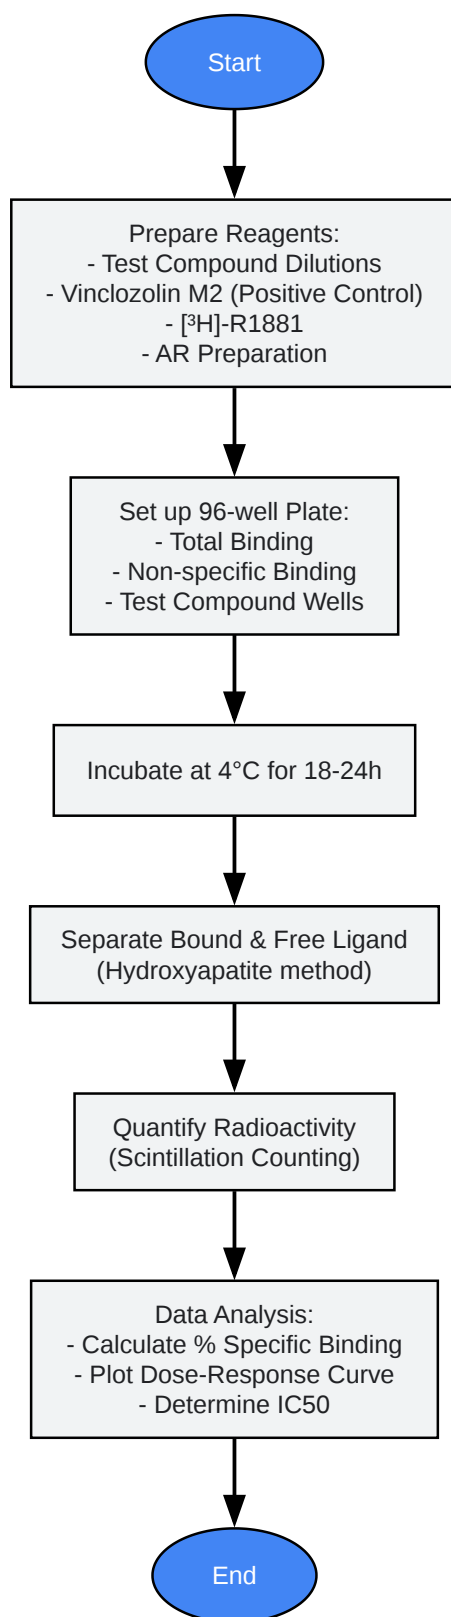 Start
Prepare Reagents:
- Test Compound Dilutions
- Vinclozolin M2 (Positive Control)
- [³H]-R1881
- AR Preparation
Set up 96-well Plate:
- Total Binding
- Non-specific Binding
- Test Compound Wells
Incubate at 4°C for 18-24h
Separate Bound & Free Ligand
(Hydroxyapatite method)
Quantify Radioactivity
(Scintillation Counting)
Data Analysis:
- Calculate % Specific Binding
- Plot Dose-Response Curve
- Determine IC50
End